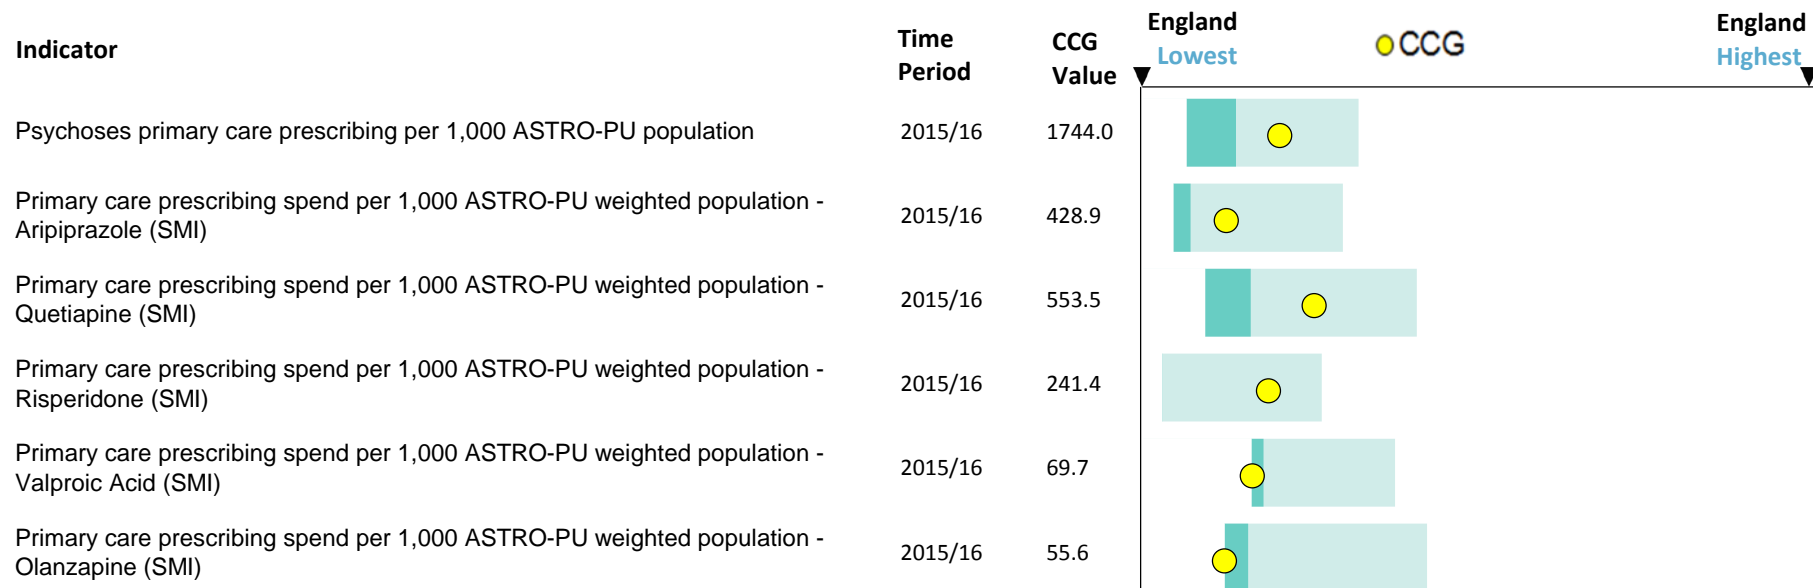 Indicator
Time
Period
CCG
Value
England
Lowest
CCG
England
Highest
Psychoses primary care prescribing per 1,000 ASTRO-PU population 2015/16 1744.0
Primary care prescribing spend per 1,000 ASTRO-PU weighted population -
Aripiprazole (SMI) 2015/16 428.9
Primary care prescribing spend per 1,000 ASTRO-PU weighted population -
Quetiapine (SMI) 2015/16 553.5
Primary care prescribing spend per 1,000 ASTRO-PU weighted population -
Risperidone (SMI) 2015/16 241.4
Primary care prescribing spend per 1,000 ASTRO-PU weighted population -
Valproic Acid (SMI) 2015/16 69.7
Primary care prescribing spend per 1,000 ASTRO-PU weighted population -
Olanzapine (SMI) 2015/16 55.6